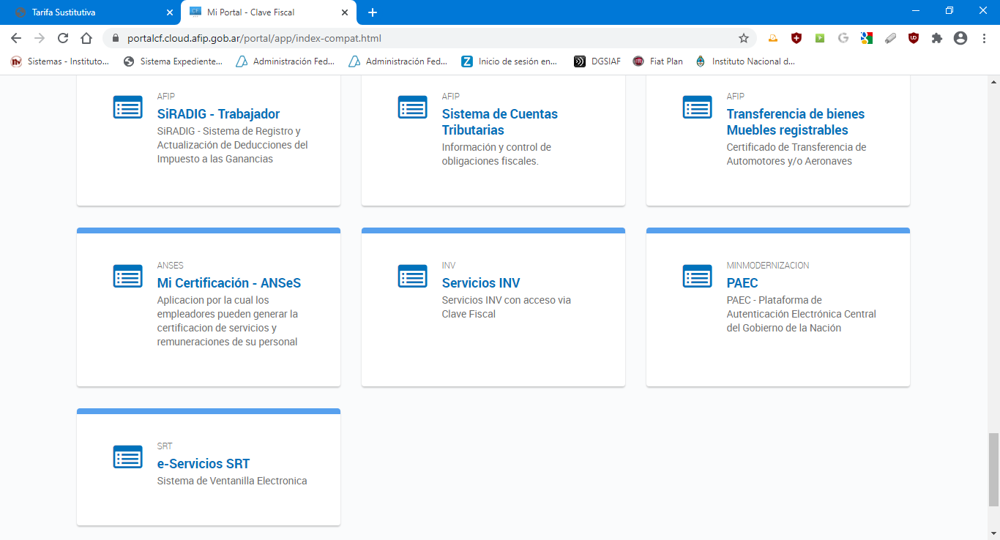 Tarifa Sustitutiva
Mi Portal - Clave Fiscal
portalcf.cloud.afip.gob.ar/portal/app/index-compat.html
Sistemas - Instituto...
Sistema Expediente...
Administración Fed...
Administración Fed...
Inicio de sesión en...
DGSIAF
Fiat Plan
Instituto Nacional d...
AFIP
SiRADIG - Trabajador
SiRADIG - Sistema de Registro y
Actualización de Deducciones del
Impuesto a las Ganancias
AFIP
Sistema de Cuentas
Tributarias
Información y control de
obligaciones fiscales.
AFIP
Transferencia de bienes
Muebles registrables
Certificado de Transferencia de
Automotores y/o Aeronaves
ANSES
Mi Certificación - ANSeS
Aplicacion por la cual los
empleadores pueden generar la
certificacion de servicios y
remuneraciones de su personal
INV
Servicios INV
Servicios INV con acceso via
Clave Fiscal
MINMODERNIZACION
PAEC
PAEC - Plataforma de
Autenticación Electrónica Central
del Gobierno de la Nación
SRT
e-Servicios SRT
Sistema de Ventanilla Electronica